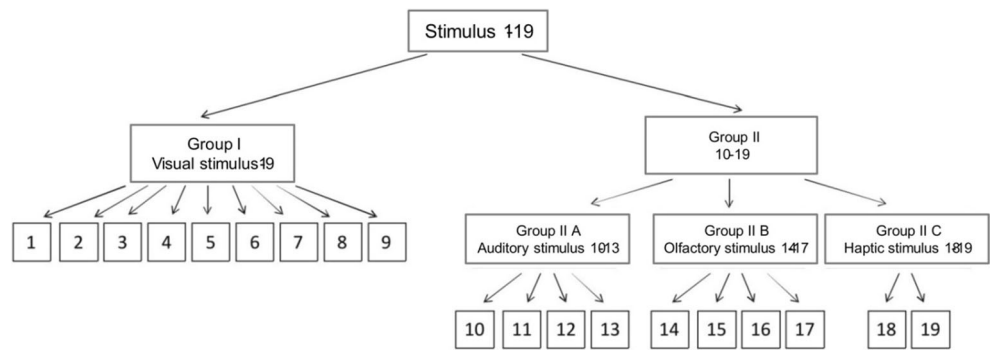 Stimulus 1-19
Group I
Visual stimulus 1-9
Group II
10-19
1 2 3 4 5 6 7 8 9
Group II A
Auditory stimulus 10-13
Group II B
Olfactory stimulus 14-17
Group II C
Haptic stimulus 18-19
10 11 12 13 14 15 16 17 18 19